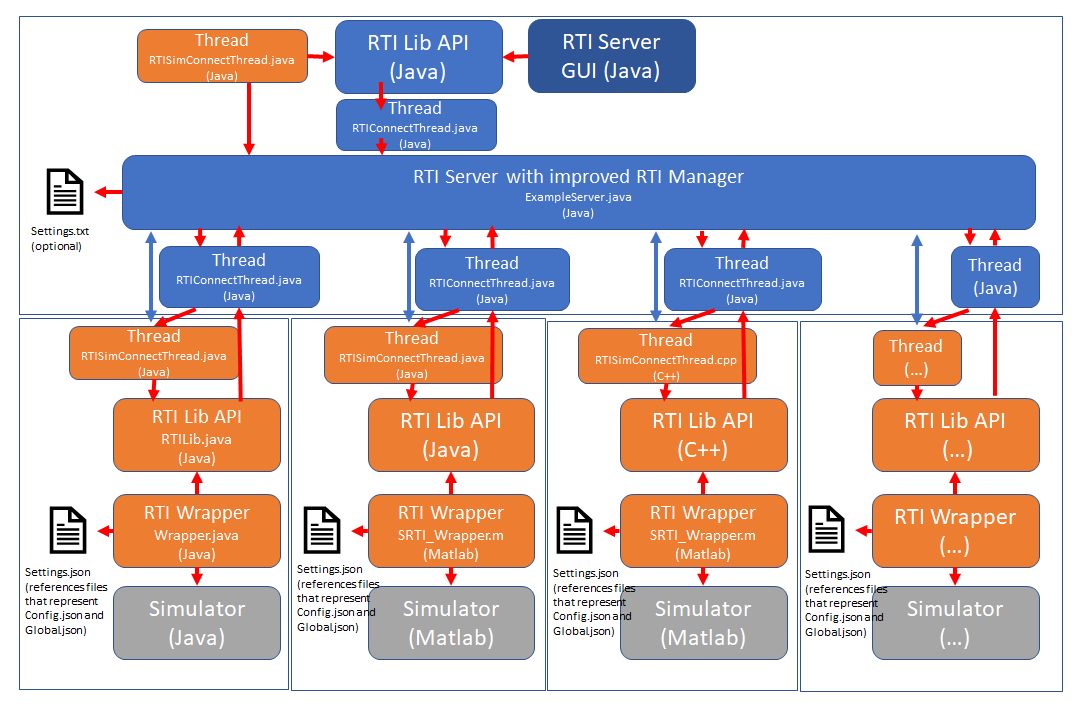 Thread
RTISimConnectThread.java
(Java)
RTI Lib API
(Java)
RTI Server
GUI (Java)
Thread
RTIConnectThread.java
(Java)
RTI Server with improved RTI Manager
ExampleServer.java
(Java)
Settings.txt
(optional)
Thread
RTIConnectThread.java
(Java)
Thread
RTIConnectThread.java
(Java)
Thread
RTIConnectThread.java
(Java)
Thread
(Java)
Thread
RTISimConnectThread.java
(Java)
Thread
RTISimConnectThread.java
(Java)
Thread
RTISimConnectThread.cpp
(C++)
Thread
(...)
RTI Lib API
RTILib.java
(Java)
RTI Lib API
(Java)
RTI Lib API
(C++)
RTI Lib API
(...)
RTI Wrapper
Wrapper.java
(Java)
RTI Wrapper
SRTI_Wrapper.m
(Matlab)
RTI Wrapper
SRTI_Wrapper.m
(Matlab)
RTI Wrapper
(...)
Settings.json
(references files
that represent
Config.json and
Global.json)
Settings.json
(references files
that represent
Config.json and
Global.json)
Settings.json
(references files
that represent
Config.json and
Global.json)
Settings.json
(references files
that represent
Config.json and
Global.json)
Simulator
(Java)
Simulator
(Matlab)
Simulator
(Matlab)
Simulator
(...)